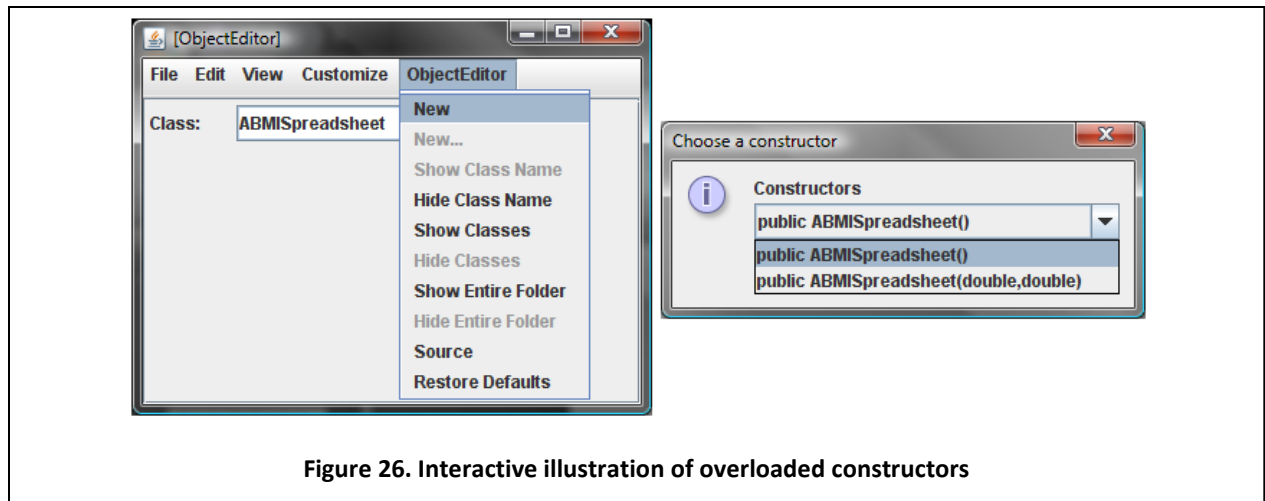 [ObjectEditor]
File Edit View Customize ObjectEditor
Class: ABMISpreadsheet
New
New...
Show Class Name
Hide Class Name
Show Classes
Hide Classes
Show Entire Folder
Hide Entire Folder
Source
Restore Defaults
Choose a constructor
Constructors
public ABMISpreadsheet()
public ABMISpreadsheet()
public ABMISpreadsheet(double,double)
Figure 26. Interactive illustration of overloaded constructors